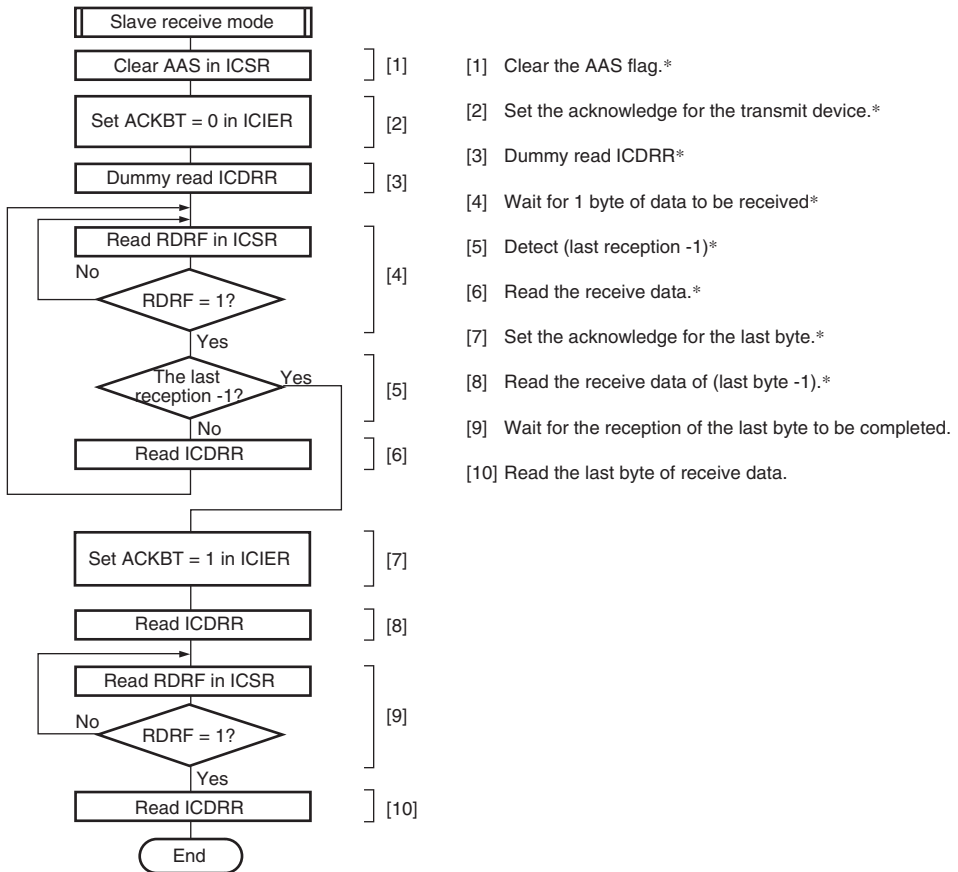 Slave receive mode
Clear AAS in ICSR
[1]
Set ACKBT = 0 in ICIER
[2]
Dummy read ICDRR
[3]
Read RDRF in ICSR
No
[4]
RDRF = 1?
Yes
The last
reception -1?
Yes
[5]
No
Read ICDRR
[6]
Set ACKBT = 1 in ICIER
[7]
Read ICDRR
[8]
Read RDRF in ICSR
No
[9]
RDRF = 1?
Yes
Read ICDRR
[10]
End
[1] Clear the AAS flag.*
[2] Set the acknowledge for the transmit device.*
[3] Dummy read ICDRR*
[4] Wait for 1 byte of data to be received*
[5] Detect (last reception -1)*
[6] Read the receive data.*
[7] Set the acknowledge for the last byte.*
[8] Read the receive data of (last byte -1).*
[9] Wait for the reception of the last byte to be completed.
[10] Read the last byte of receive data.